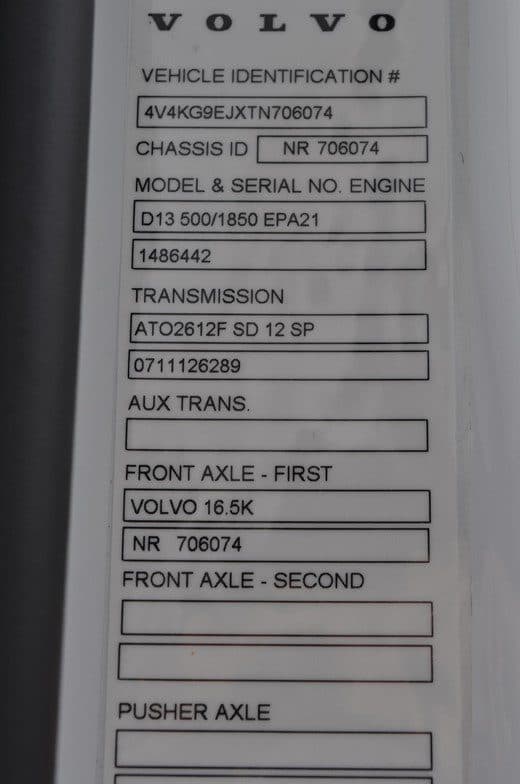 VOLVO
VEHICLE IDENTIFICATION #
4V4KG9EJXTN706074
CHASSIS ID NR 706074
MODEL & SERIAL NO. ENGINE
D13 500/1850 EPA21
1486442
TRANSMISSION
ATO2612F SD 12 SP
0711126289
AUX TRANS.
FRONT AXLE - FIRST
VOLVO 16.5K
NR 706074
FRONT AXLE - SECOND
PUSHER AXLE